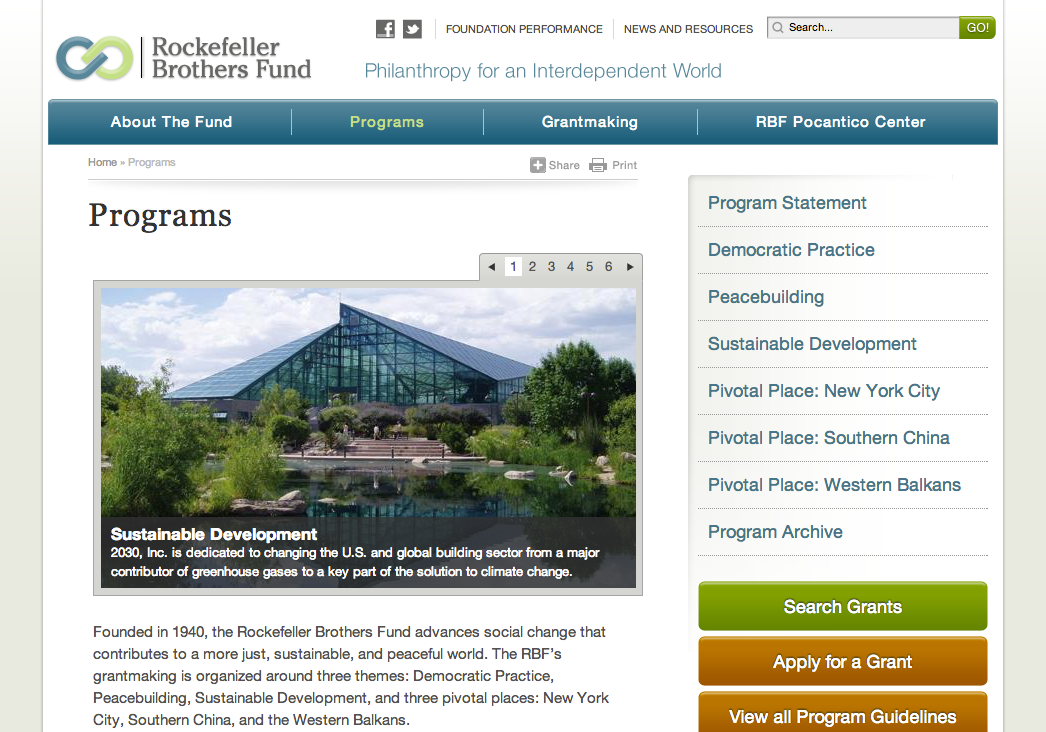 FOUNDATION PERFORMANCE
NEWS AND RESOURCES
Search...
GO!
Rockefeller
Brothers Fund
Philanthropy for an Interdependent World
About The Fund
Programs
Grantmaking
RBF Pocantico Center
Home » Programs
Share
Print
Programs
1 2 3 4 5 6
Sustainable Development
2030, Inc. is dedicated to changing the U.S. and global building sector from a major
contributor of greenhouse gases to a key part of the solution to climate change.
Founded in 1940, the Rockefeller Brothers Fund advances social change that
contributes to a more just, sustainable, and peaceful world. The RBF's
grantmaking is organized around three themes: Democratic Practice,
Peacebuilding, Sustainable Development, and three pivotal places: New York
City, Southern China, and the Western Balkans.
Program Statement
Democratic Practice
Peacebuilding
Sustainable Development
Pivotal Place: New York City
Pivotal Place: Southern China
Pivotal Place: Western Balkans
Program Archive
Search Grants
Apply for a Grant
View all Program Guidelines